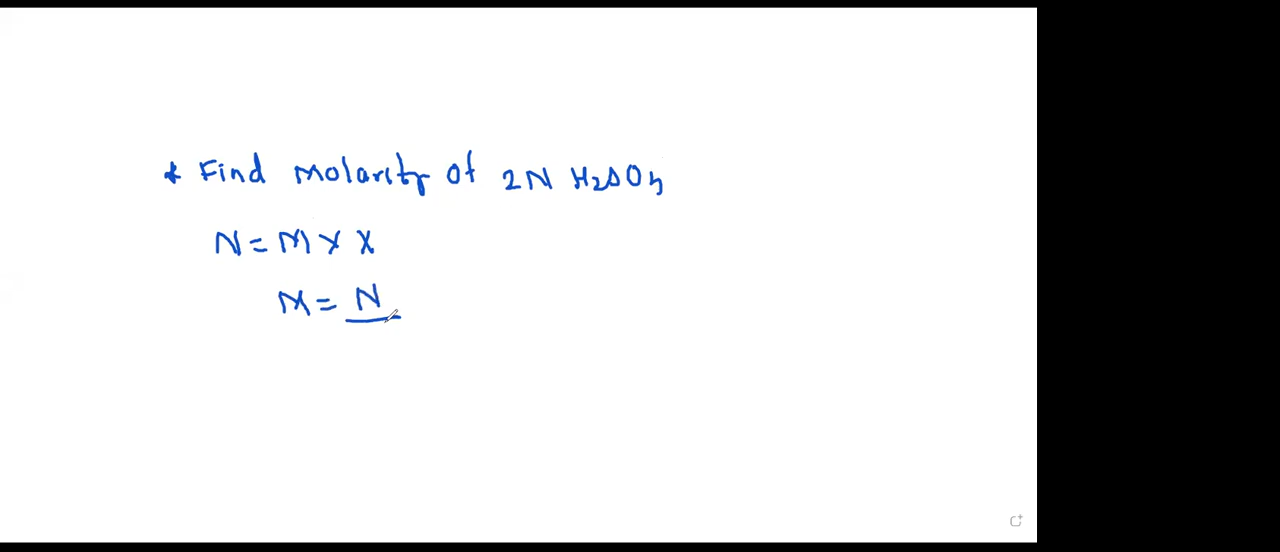 * Find Molarity of 2N H2SO4
N = M × X
M = N